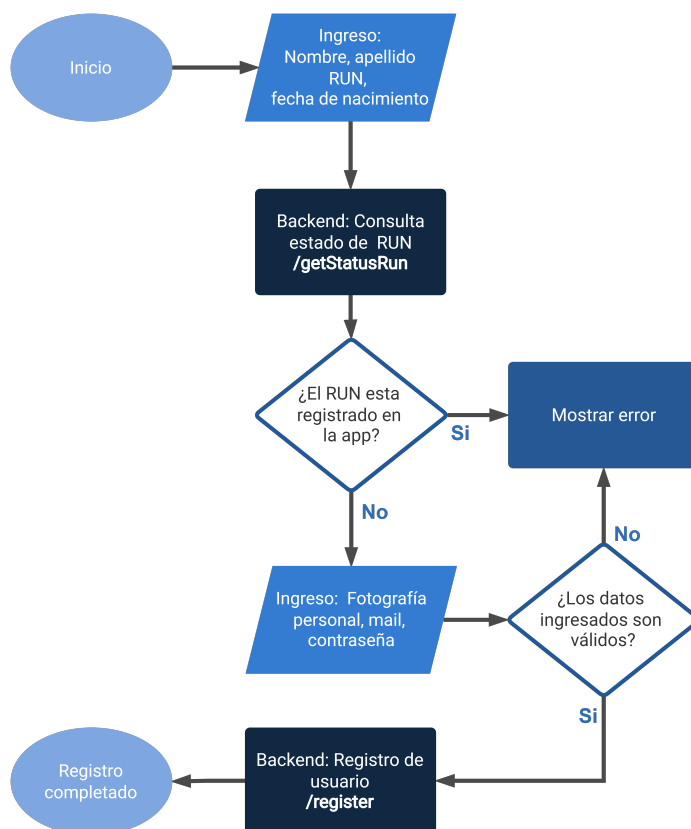 Inicio
Ingreso:
Nombre, apellido
RUN,
fecha de nacimiento
Backend: Consulta
estado de RUN
/getStatusRun
¿El RUN esta
registrado en
la app?
Si
Mostrar error
No
No
Ingreso: Fotografía
personal, mail,
contraseña
¿Los datos
ingresados son
válidos?
Si
Backend: Registro de
usuario
/register
Registro
completado